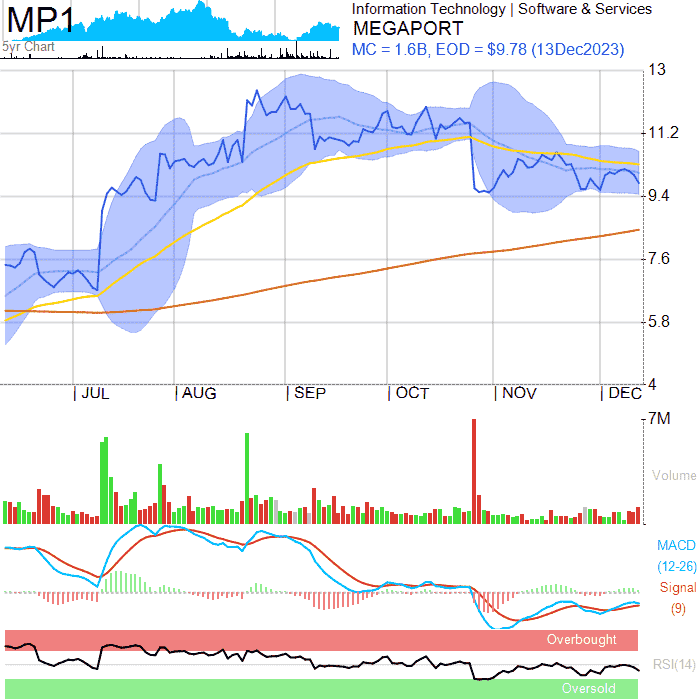 MP1
Information Technology | Software & Services
MEGAPORT
MC = 1.6B, EOD = $9.78 (13Dec2023)
5yr Chart
13
11.2
9.4
7.6
5.8
4
| JUL | AUG | SEP | OCT | NOV | DEC
7M
Volume
MACD
(12-26)
Signal
(9)
Overbought
RSI(14)
Oversold